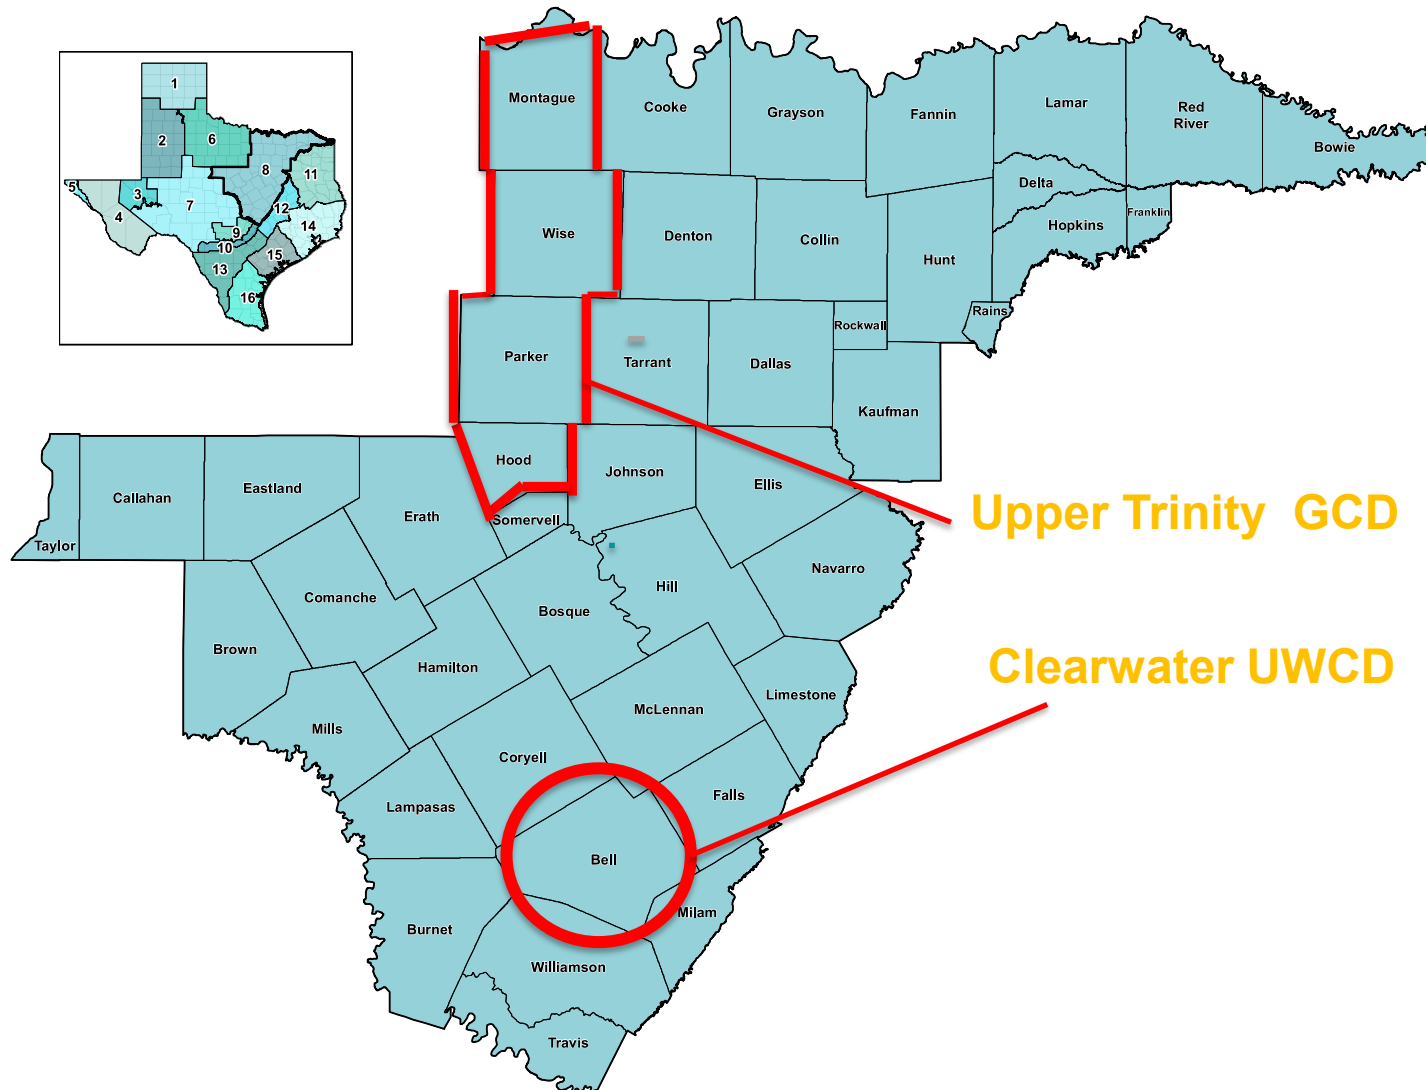 Montague
Cooke
Grayson
Fannin
Lamar
Red
River
Bowie
1
2
6
8
11
5
3
7
4
12
9
14
10
15
13
16
Delta
Franklin
Hopkins
Wise
Denton
Collin
Hunt
Rains
Rockwall
Parker
Tarrant
Dallas
Kaufman
Hood
Johnson
Ellis
Callahan
Eastland
Erath
Somervell
Taylor
Upper Trinity  GCD
Navarro
Hill
Comanche
Bosque
Brown
Hamilton
Clearwater UWCD
Limestone
McLennan
Mills
Coryell
Falls
Lampasas
Bell
Milam
Burnet
Williamson
Travis